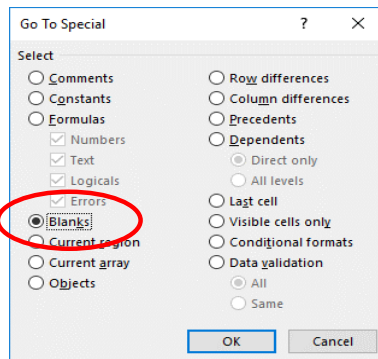 Go To Special ? ×
Select
Comments
Constants
Formulas
Numbers
Text
Logicals
Errors
Blanks
Current region
Current array
Objects
Row differences
Column differences
Precedents
Dependents
Direct only
All levels
Last cell
Visible cells only
Conditional formats
Data validation
All
Same
OK
Cancel